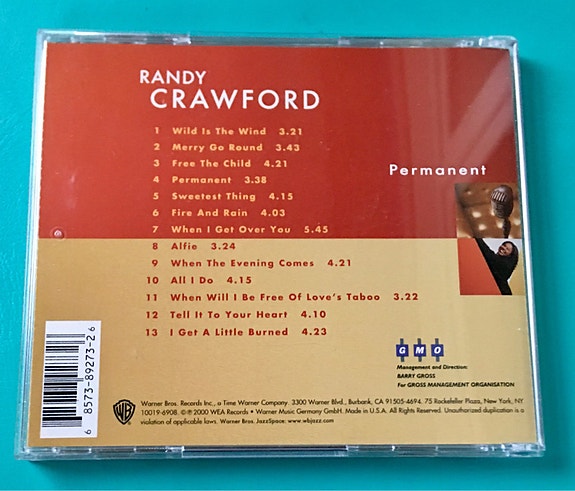 RANDY
CRAWFORD
1 Wild Is The Wind 3.21
2 Merry Go Round 3.43
3 Free The Child 4.21
4 Permanent 3.38
5 Sweetest Thing 4.15
6 Fire And Rain 4.03
7 When I Get Over You 5.45
8 Alfie 3.24
9 When The Evening Comes 4.21
10 All I Do 4.15
11 When Will I Be Free Of Love's Taboo 3.22
12 Tell It To Your Heart 4.10
13 I Get A Little Burned 4.23
Permanent
GMO
Management and Direction:
BARRY GROSS
For GROSS MANAGEMENT ORGANISATION
6 8573-89273-2 6
WB
Warner Bros. Records Inc., a Time Warner Company. 3300 Warner Blvd., Burbank, CA 91505-4694. 75 Rockefeller Plaza, New York, NY
10019-6908. ©℗2000 WEA Records • Warner Music Germany GmbH. • Made in U.S.A. All Rights Reserved. Unauthorized duplication is a
violation of applicable laws. Warner Bros. JazzSpace: www.wbjazz.com